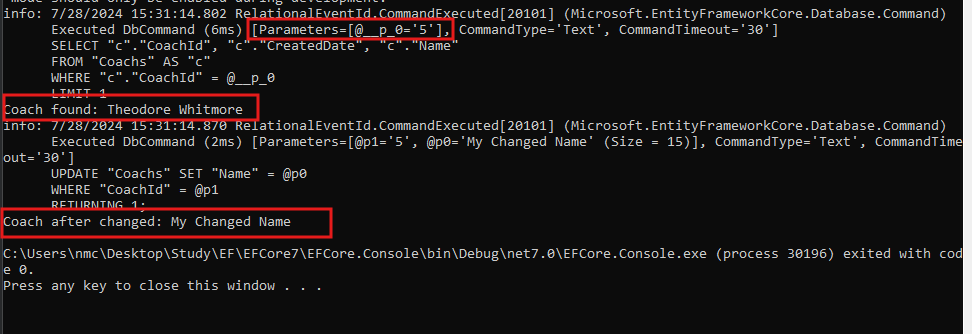 mode should only be enabled during development.
info: 7/28/2024 15:31:14.802 RelationalEventId.CommandExecuted[20101] (Microsoft.EntityFrameworkCore.Database.Command)
Executed DbCommand (6ms) [Parameters=[@__p_0='5'], CommandType='Text', CommandTimeout='30']
SELECT "c"."CoachId", "c"."CreatedDate", "c"."Name"
FROM "Coachs" AS "c"
WHERE "c"."CoachId" = @__p_0
LIMIT 1
Coach found: Theodore Whitmore
info: 7/28/2024 15:31:14.870 RelationalEventId.CommandExecuted[20101] (Microsoft.EntityFrameworkCore.Database.Command)
Executed DbCommand (2ms) [Parameters=[@p1='5', @p0='My Changed Name' (Size = 15)], CommandType='Text', CommandTime
out='30']
UPDATE "Coachs" SET "Name" = @p0
WHERE "CoachId" = @p1
RETURNING 1;
Coach after changed: My Changed Name
C:\Users\nmc\Desktop\Study\EF\EFCore7\EFCore.Console\bin\Debug\net7.0\EFCore.Console.exe (process 30196) exited with cod
e 0.
Press any key to close this window . . .